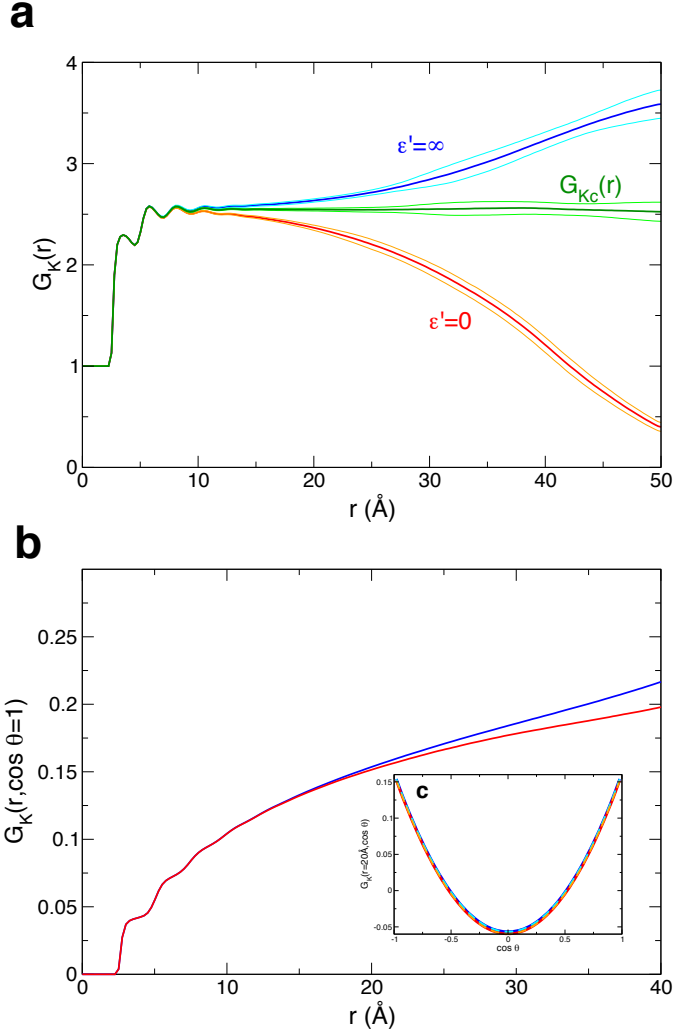 a
4
3
2
1
0
G_K(r)
ε'=∞
G_Kc(r)
ε'=0
0 10 20 30 40 50
r (Å)
b
0.25
0.2
0.15
0.1
0.05
0
G_K(r,cos θ=1)
c
0.15
0.1
0.05
0
-0.05
G_K(r=20Å,cos θ)
-1 -0.5 0 0.5 1
cos θ
0 10 20 30 40
r (Å)